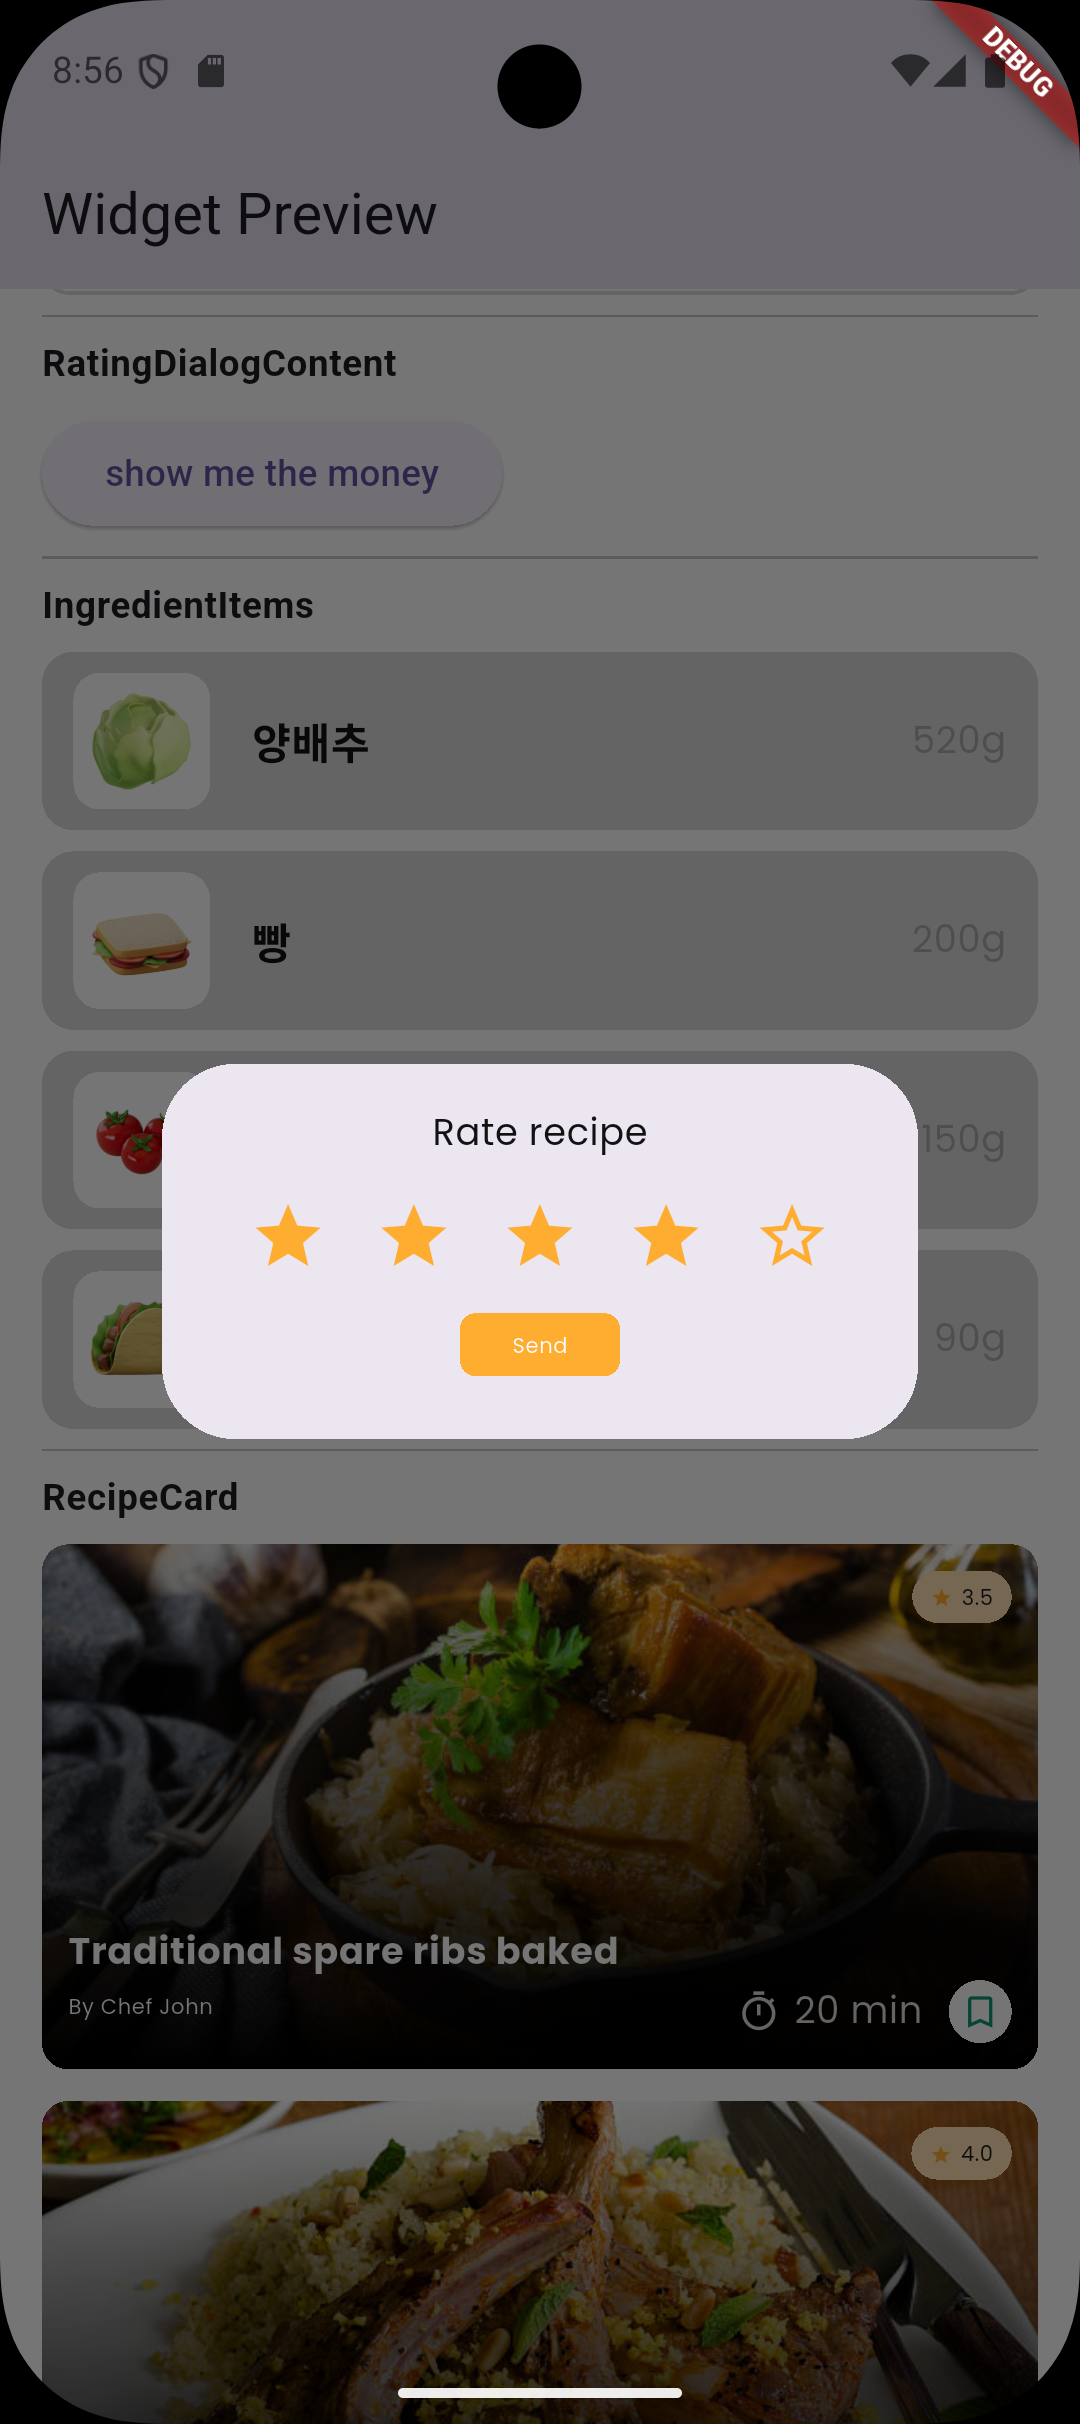 8:56
DEBUG
Widget Preview
RatingDialogContent
show me the money
IngredientItems
양배추 520g
빵 200g
150g
Rate recipe
Send
90g
RecipeCard
3.5
Traditional spare ribs baked
By Chef John
20 min
4.0